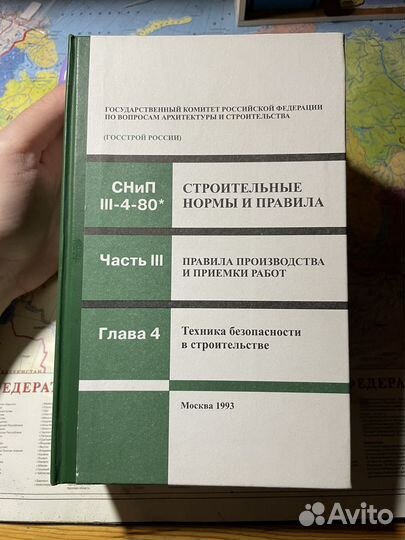 ГОСУДАРСТВЕННЫЙ КОМИТЕТ РОССИЙСКОЙ ФЕДЕРАЦИИ
ПО ВОПРОСАМ АРХИТЕКТУРЫ И СТРОИТЕЛЬСТВА
(ГОССТРОЙ РОССИИ)
СНиП
III-4-80*
СТРОИТЕЛЬНЫЕ
НОРМЫ И ПРАВИЛА
Часть III
ПРАВИЛА ПРОИЗВОДСТВА
И ПРИЕМКИ РАБОТ
Глава 4
Техника безопасности
в строительстве
Москва 1993
Avito